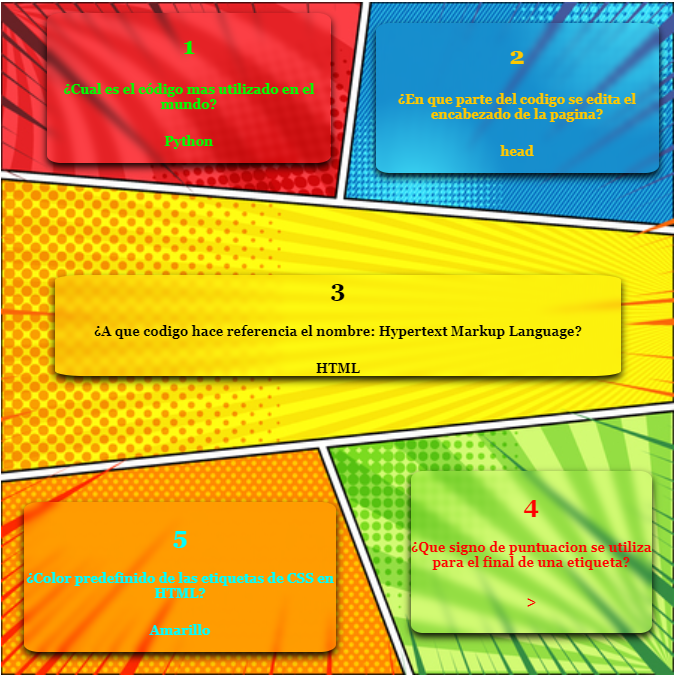 1
¿Cual es el código mas utilizado en el
mundo?
Python
2
¿En que parte del codigo se edita el
encabezado de la pagina?
head
3
¿A que codigo hace referencia el nombre: Hypertext Markup Language?
HTML
4
¿Que signo de puntuacion se utiliza
para el final de una etiqueta?
>
5
¿Color predefinido de las etiquetas de CSS en
HTML?
Amarillo